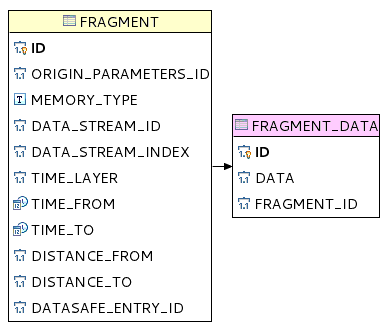 FRAGMENT
ID
ORIGIN_PARAMETERS_ID
MEMORY_TYPE
DATA_STREAM_ID
DATA_STREAM_INDEX
TIME_LAYER
TIME_FROM
TIME_TO
DISTANCE_FROM
DISTANCE_TO
DATASAFE_ENTRY_ID
FRAGMENT_DATA
ID
DATA
FRAGMENT_ID